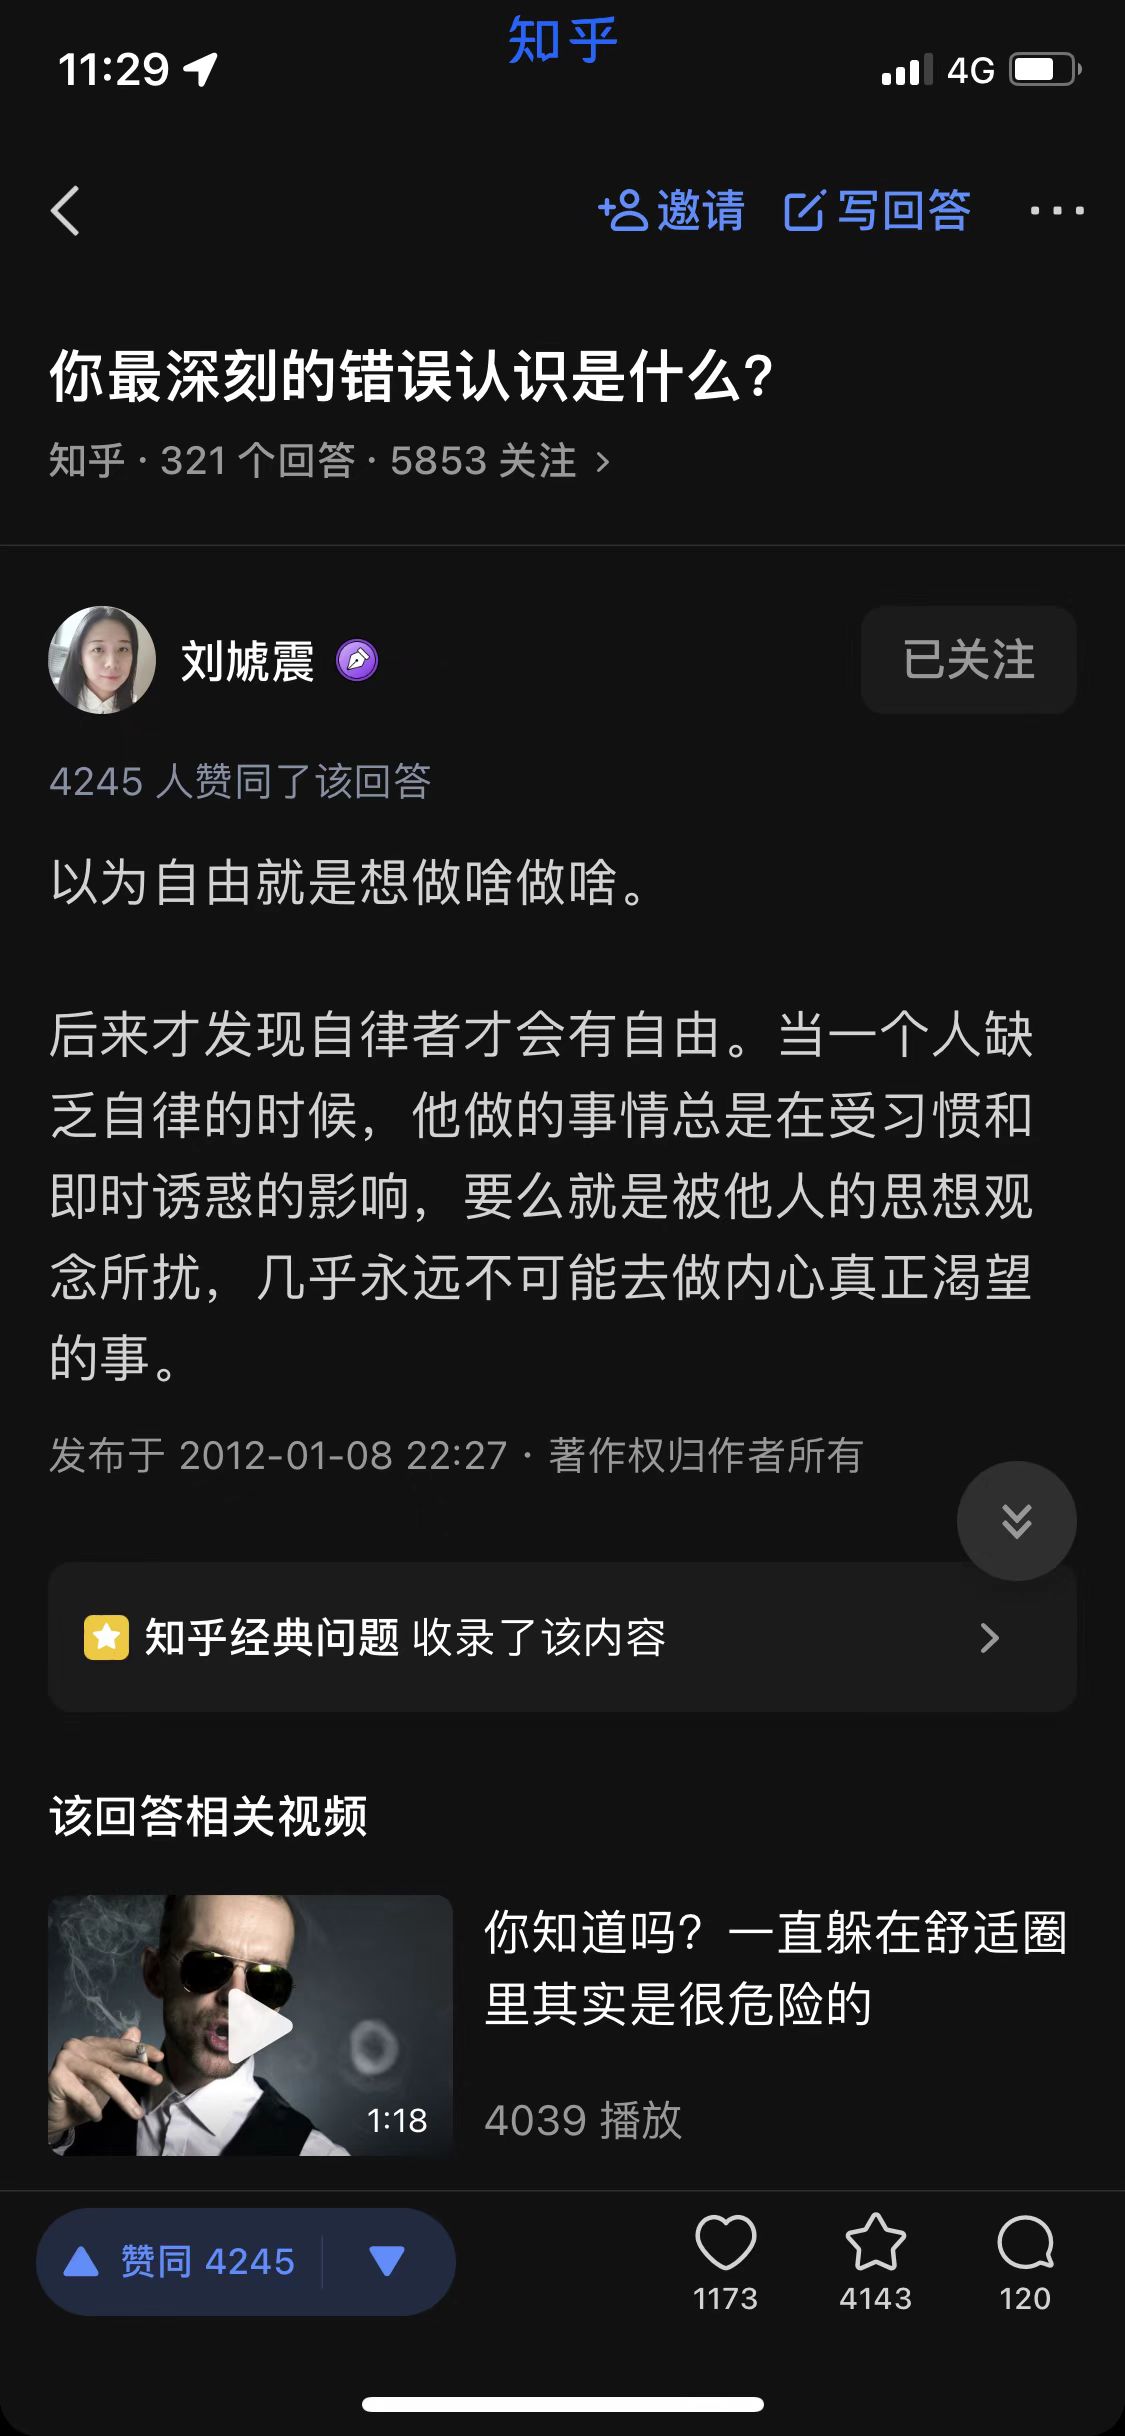 知乎
11:29
4G
邀请
写回答
你最深刻的错误认识是什么?
知乎 · 321 个回答 · 5853 关注
刘虓震
已关注
4245 人赞同了该回答
以为自由就是想做啥做啥。
后来才发现自律者才会有自由。当一个人缺
乏自律的时候，他做的事情总是在受习惯和
即时诱惑的影响，要么就是被他人的思想观
念所扰，几乎永远不可能去做内心真正渴望
的事。
发布于 2012-01-08 22:27 · 著作权归作者所有
知乎经典问题 收录了该内容
该回答相关视频
你知道吗？一直躲在舒适圈
里其实是很危险的
1:18
4039 播放
赞同 4245
1173
4143
120